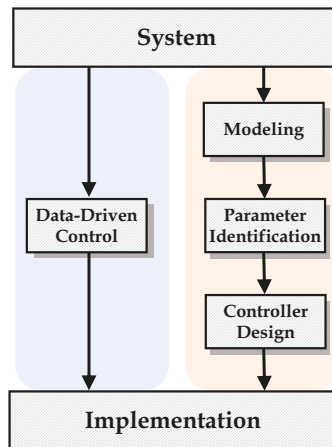 System
Modeling
Data-Driven
Control
Parameter
Identification
Controller
Design
Implementation